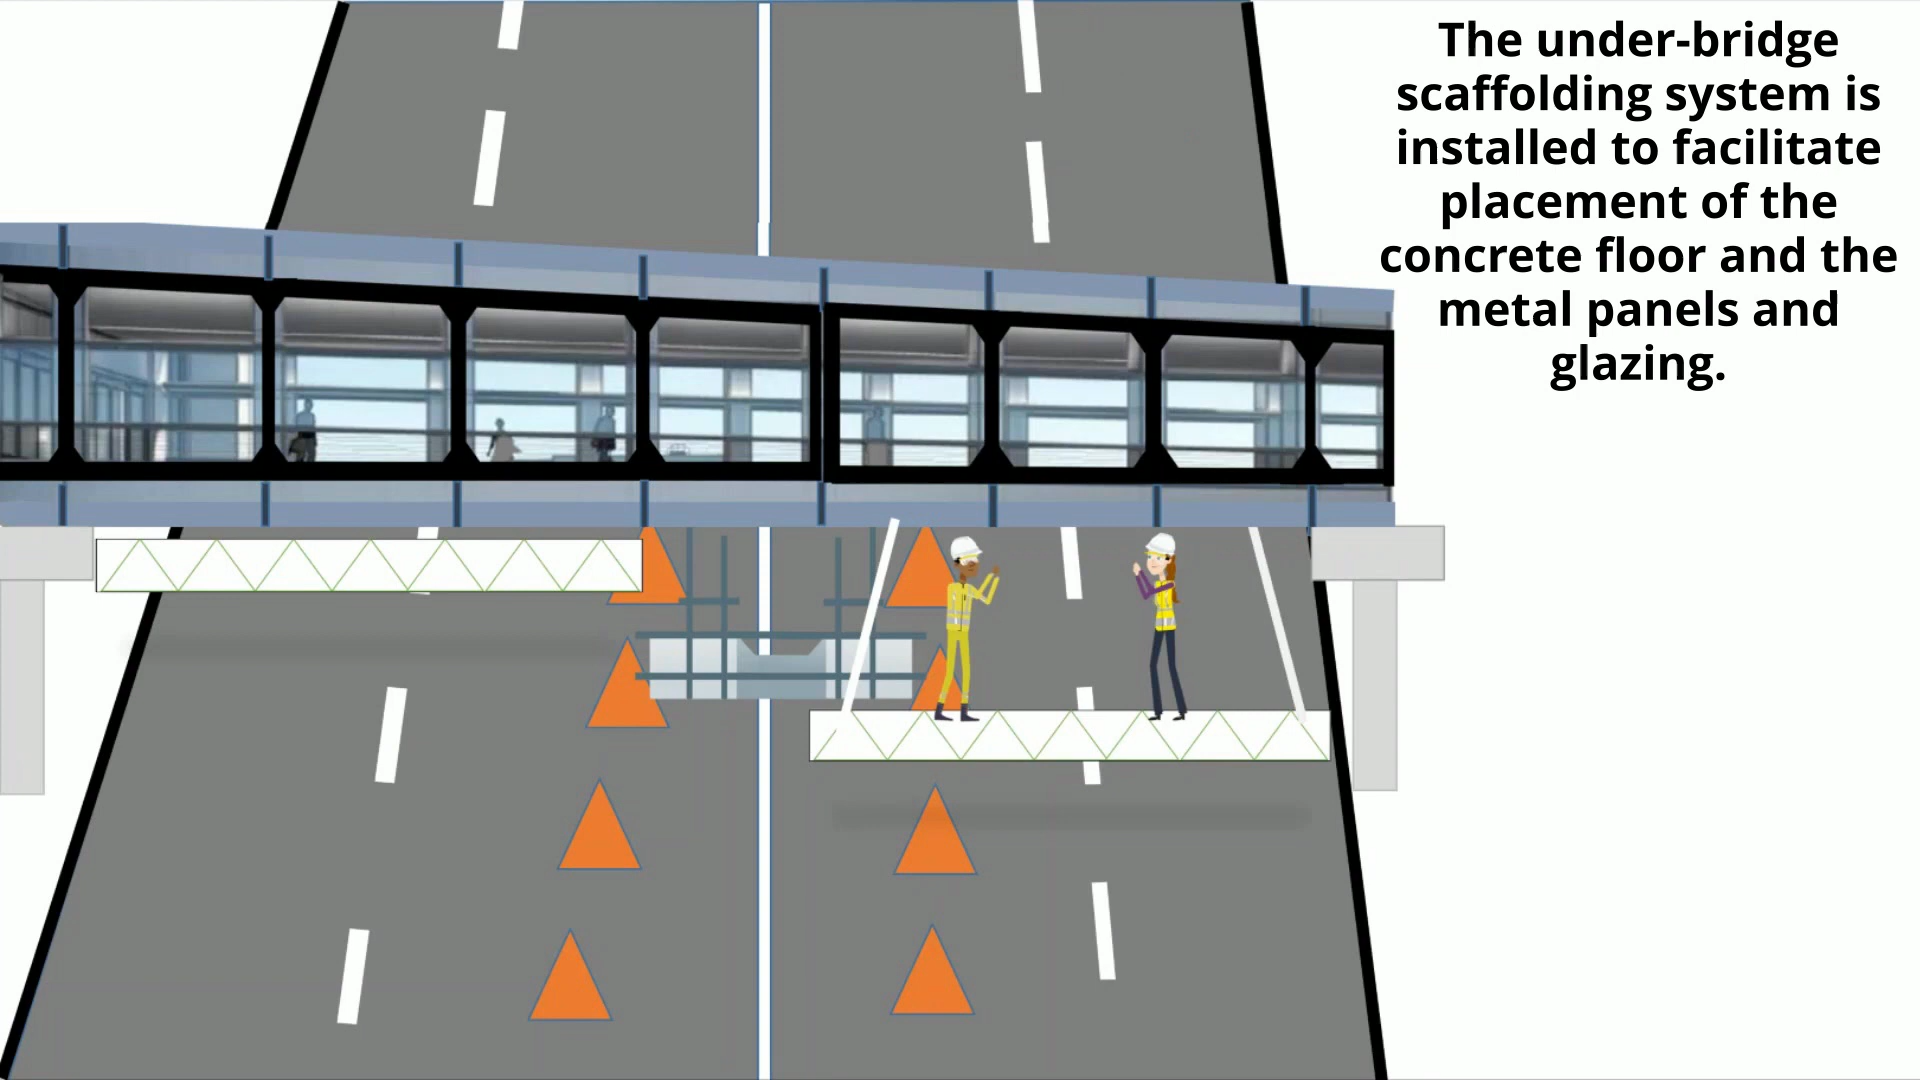 The under-bridge
scaffolding system is
installed to facilitate
placement of the
concrete floor and the
metal panels and
glazing.